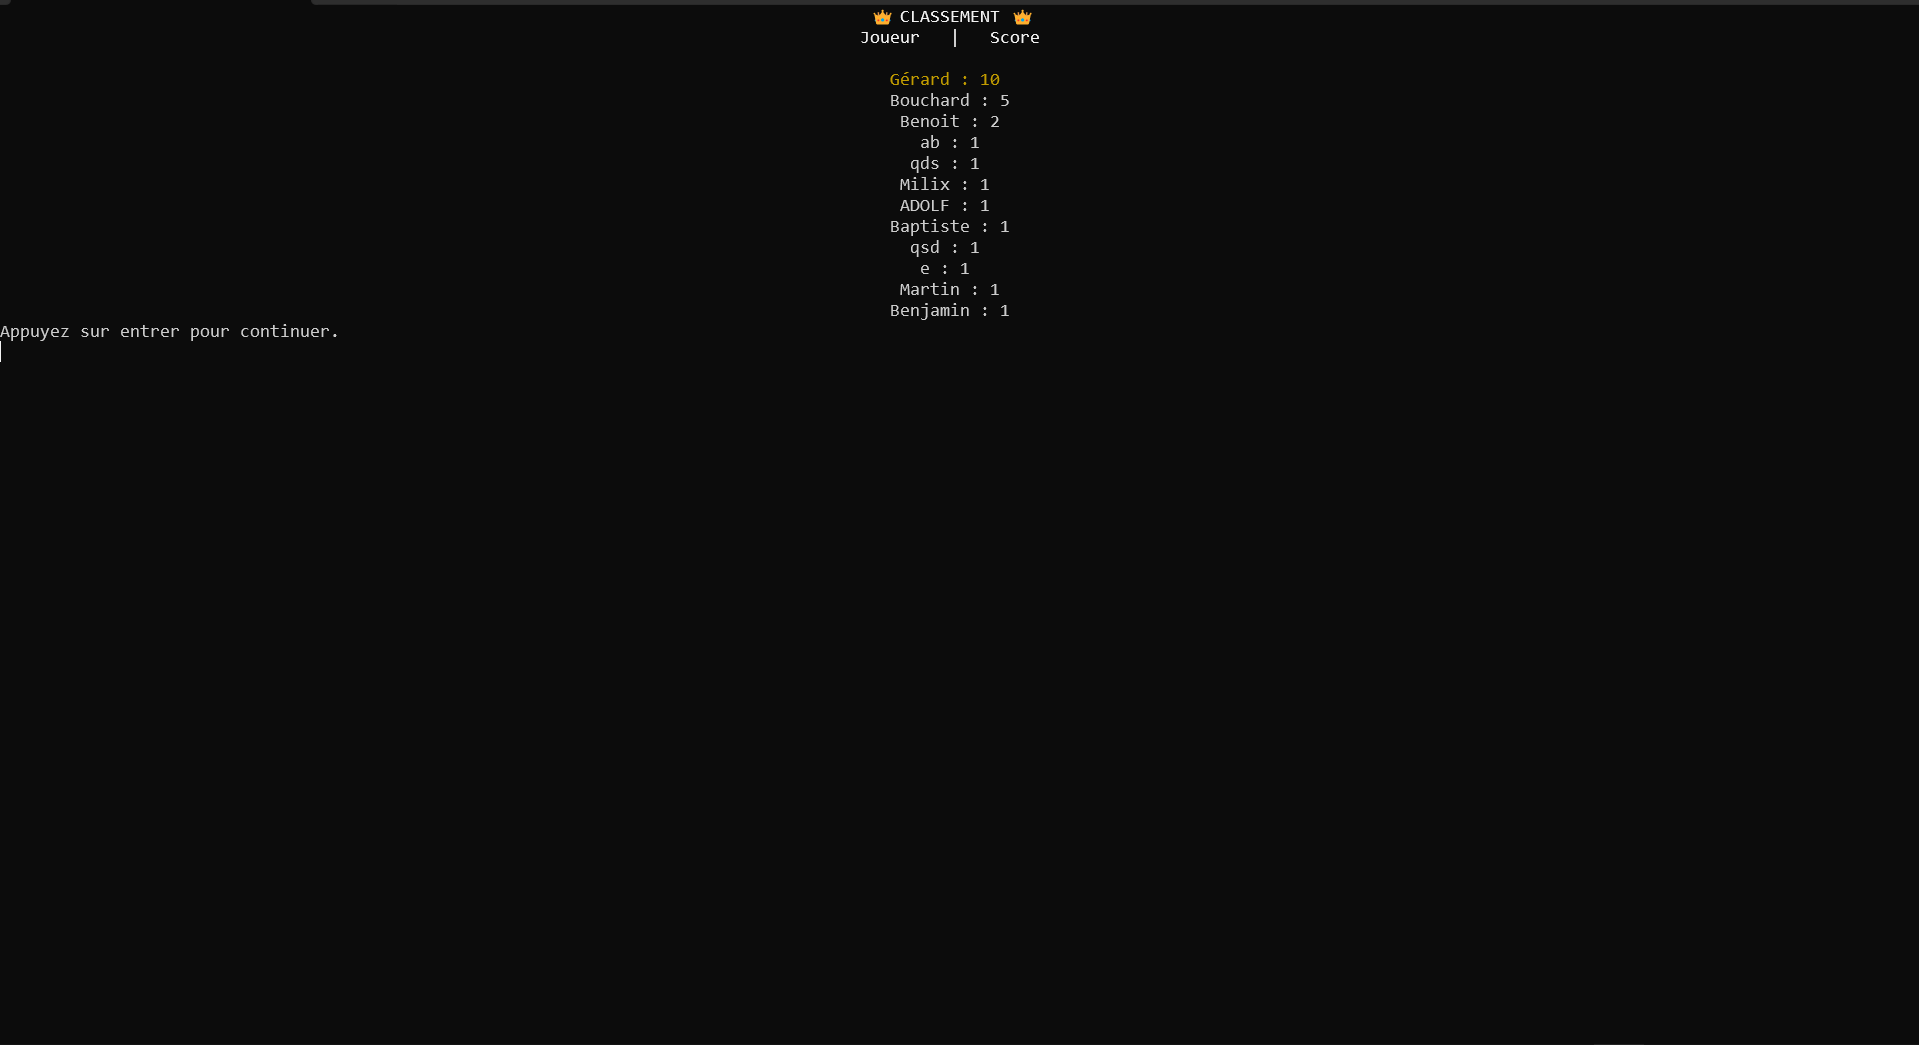 👑 CLASSEMENT 👑
Joueur | Score
Gérard : 10
Bouchard : 5
Benoit : 2
ab : 1
qds : 1
Milix : 1
ADOLF : 1
Baptiste : 1
qsd : 1
e : 1
Martin : 1
Benjamin : 1
Appuyez sur entrer pour continuer.